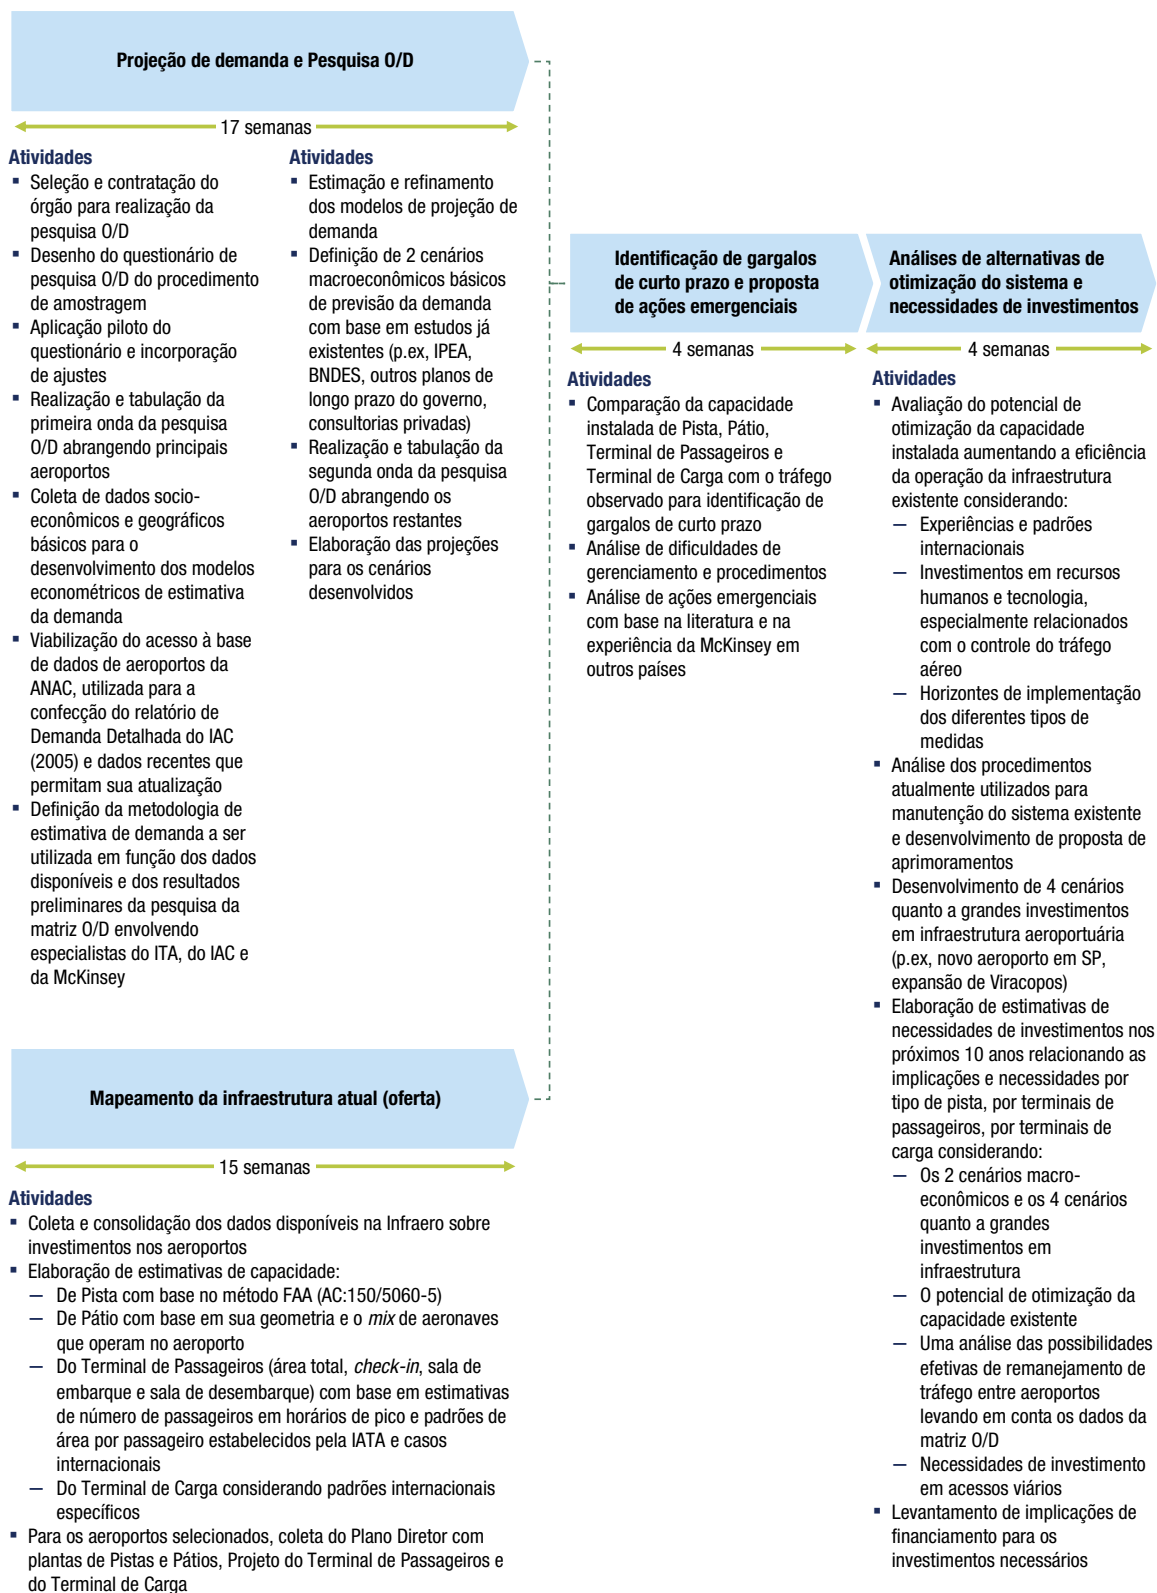 Projeção de demanda e Pesquisa O/D
17 semanas
Atividades
▪ Seleção e contratação do
órgão para realização da
pesquisa O/D
▪ Desenho do questionário de
pesquisa O/D do procedimento
de amostragem
▪ Aplicação piloto do
questionário e incorporação
de ajustes
▪ Realização e tabulação da
primeira onda da pesquisa
O/D abrangendo principais
aeroportos
▪ Coleta de dados socio-
econômicos e geográficos
básicos para o
desenvolvimento dos modelos
econométricos de estimativa
da demanda
▪ Viabilização do acesso à base
de dados de aeroportos da
ANAC, utilizada para a
confecção do relatório de
Demanda Detalhada do IAC
(2005) e dados recentes que
permitam sua atualização
▪ Definição da metodologia de
estimativa de demanda a ser
utilizada em função dos dados
disponíveis e dos resultados
preliminares da pesquisa da
matriz O/D envolvendo
especialistas do ITA, do IAC e
da McKinsey
Atividades
▪ Estimação e refinamento
dos modelos de projeção de
demanda
▪ Definição de 2 cenários
macroeconômicos básicos
de previsão da demanda
com base em estudos já
existentes (p.ex, IPEA,
BNDES, outros planos de
longo prazo do governo,
consultorias privadas)
▪ Realização e tabulação da
segunda onda da pesquisa
O/D abrangendo os
aeroportos restantes
▪ Elaboração das projeções
para os cenários
desenvolvidos
Mapeamento da infraestrutura atual (oferta)
15 semanas
Atividades
▪ Coleta e consolidação dos dados disponíveis na Infraero sobre
investimentos nos aeroportos
▪ Elaboração de estimativas de capacidade:
— De Pista com base no método FAA (AC:150/5060-5)
— De Pátio com base em sua geometria e o mix de aeronaves
que operam no aeroporto
— Do Terminal de Passageiros (área total, check-in, sala de
embarque e sala de desembarque) com base em estimativas
de número de passageiros em horários de pico e padrões de
área por passageiro estabelecidos pela IATA e casos
internacionais
— Do Terminal de Carga considerando padrões internacionais
específicos
▪ Para os aeroportos selecionados, coleta do Plano Diretor com
plantas de Pistas e Pátios, Projeto do Terminal de Passageiros e
do Terminal de Carga
Identificação de gargalos
de curto prazo e proposta
de ações emergenciais
4 semanas
Atividades
▪ Comparação da capacidade
instalada de Pista, Pátio,
Terminal de Passageiros e
Terminal de Carga com o tráfego
observado para identificação de
gargalos de curto prazo
▪ Análise de dificuldades de
gerenciamento e procedimentos
▪ Análise de ações emergenciais
com base na literatura e na
experiência da McKinsey em
outros países
Análises de alternativas de
otimização do sistema e
necessidades de investimentos
4 semanas
Atividades
▪ Avaliação do potencial de
otimização da capacidade
instalada aumentando a eficiência
da operação da infraestrutura
existente considerando:
— Experiências e padrões
internacionais
— Investimentos em recursos
humanos e tecnologia,
especialmente relacionados
com o controle do tráfego
aéreo
— Horizontes de implementação
dos diferentes tipos de
medidas
▪ Análise dos procedimentos
atualmente utilizados para
manutenção do sistema existente
e desenvolvimento de proposta de
aprimoramentos
▪ Desenvolvimento de 4 cenários
quanto a grandes investimentos
em infraestrutura aeroportuária
(p.ex, novo aeroporto em SP,
expansão de Viracopos)
▪ Elaboração de estimativas de
necessidades de investimentos nos
próximos 10 anos relacionando as
implicações e necessidades por
tipo de pista, por terminais de
passageiros, por terminais de
carga considerando:
— Os 2 cenários macro-
econômicos e os 4 cenários
quanto a grandes
investimentos em
infraestrutura
— O potencial de otimização da
capacidade existente
— Uma análise das possibilidades
efetivas de remanejamento de
tráfego entre aeroportos
levando em conta os dados da
matriz O/D
— Necessidades de investimento
em acessos viários
▪ Levantamento de implicações de
financiamento para os
investimentos necessários